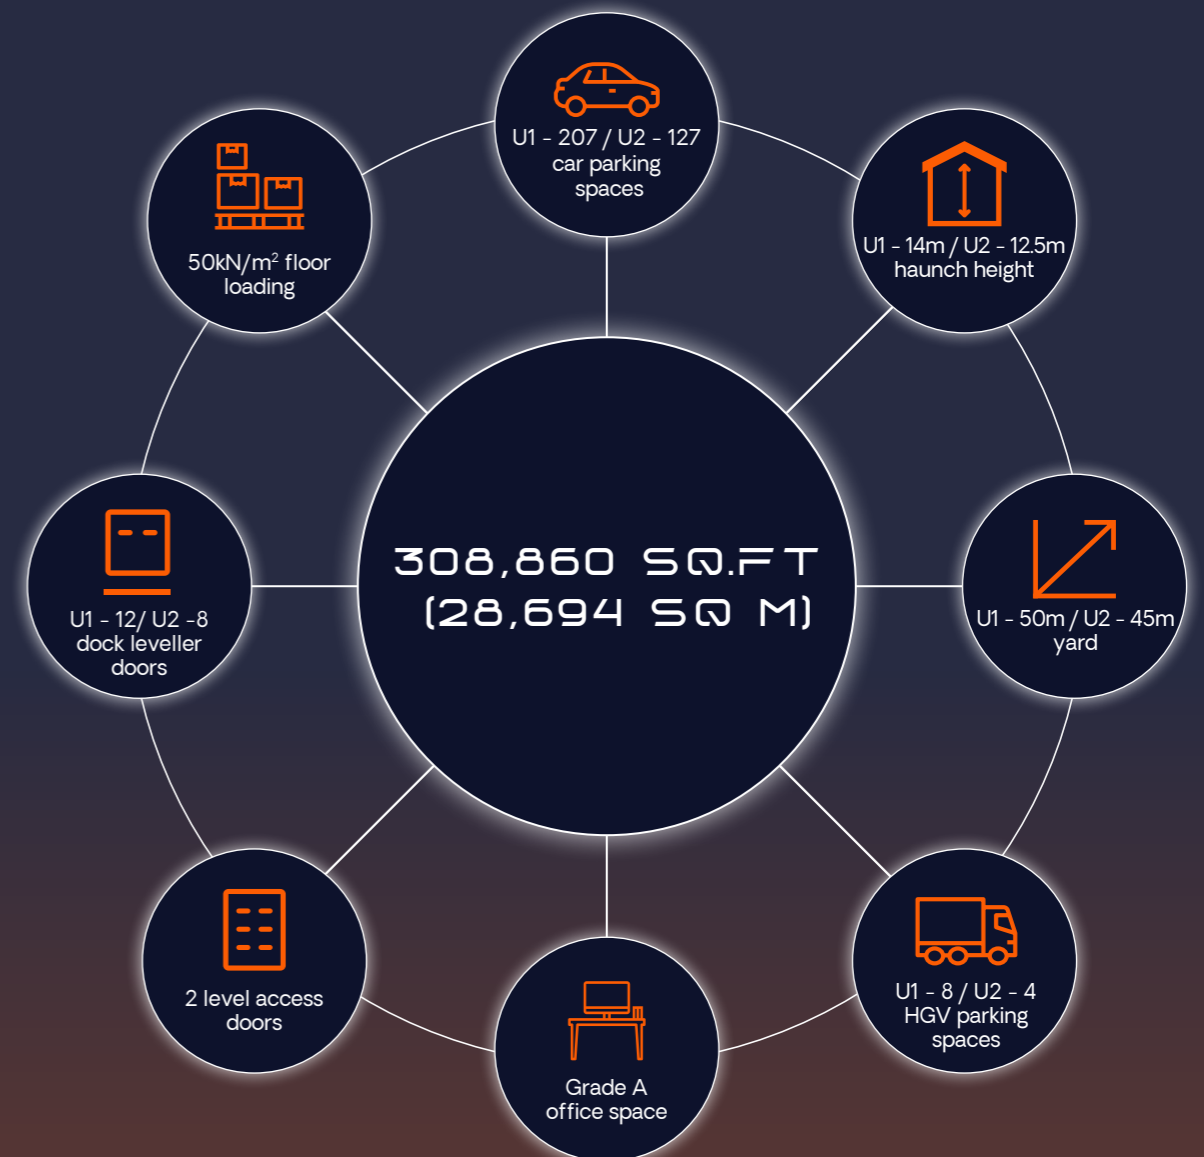 U1 - 207 / U2 - 127
car parking
spaces
U1 - 14m / U2 - 12.5m
haunch height
50kN/m² floor
loading
308,860 SQ.FT
(28,694 SQ M)
U1 - 12/ U2 -8
dock leveller
doors
U1 - 50m / U2 - 45m
yard
2 level access
doors
U1 - 8 / U2 - 4
HGV parking
spaces
Grade A
office space